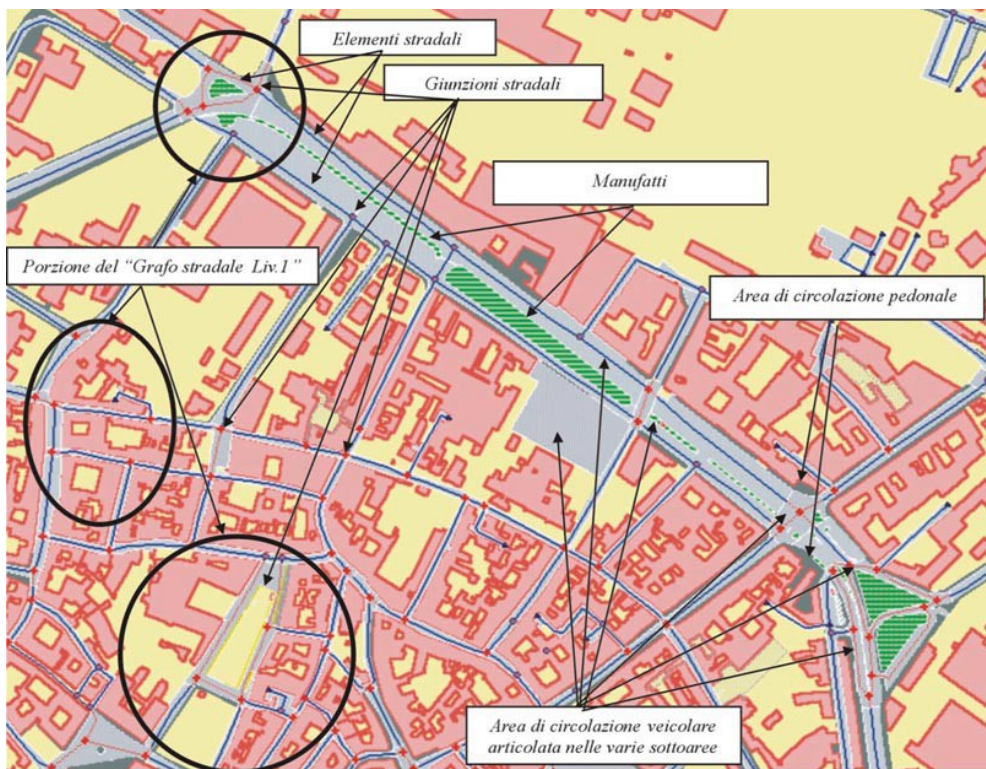 Elementi stradali
Giunzioni stradali
Manufatti
Porzione del “Grafo stradale Liv.1”
Area di circolazione pedonale
Area di circolazione veicolare
articolata nelle varie sottoaree